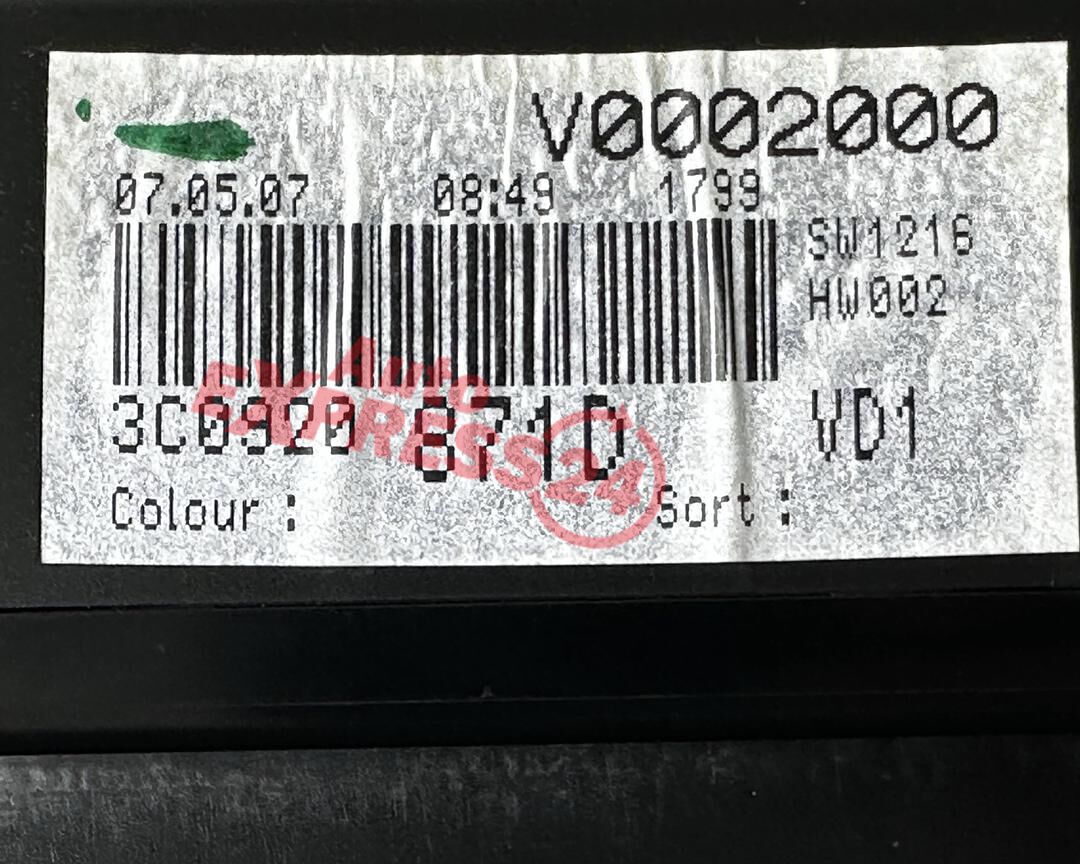 V0002000
07.05.07 08:49 1799
SW1216
HW002
3C0920 871D VD1
Colour : Sort :
Auto
EXPRESS24